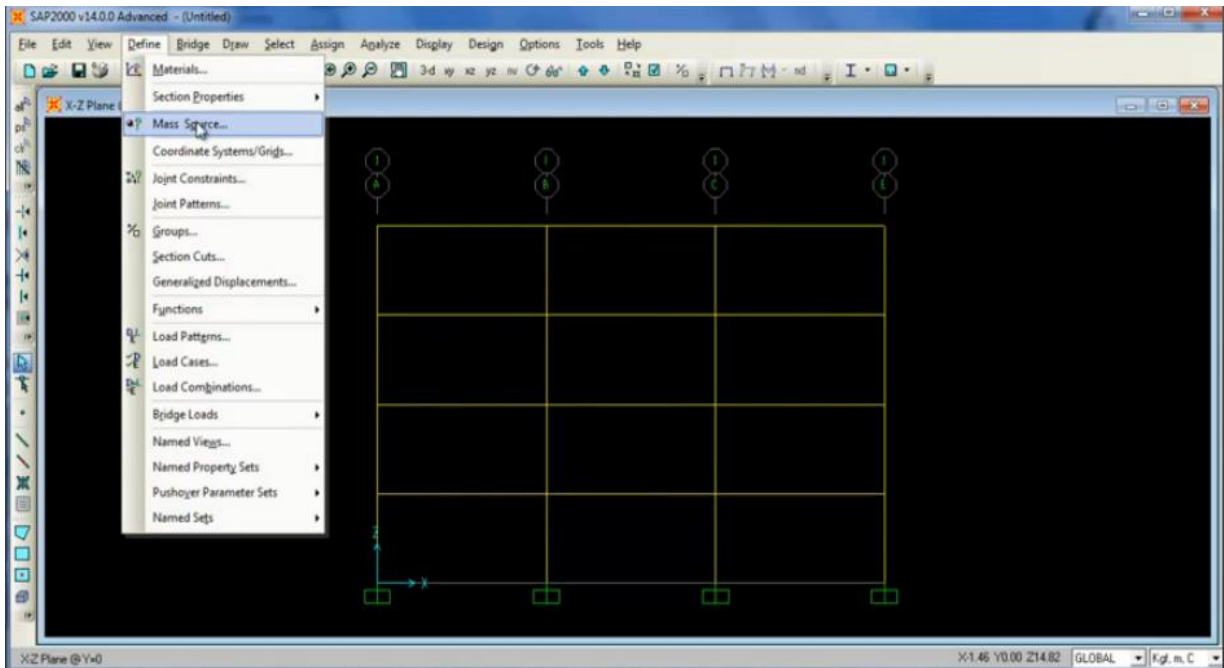 SAP2000 v14.0.0 Advanced - (Untitled)
File Edit View Define Bridge Draw Select Assign Analyze Display Design Options Tools Help
3-d xy xz yz nv
nd
X-Z Plane
Materials...
Section Properties
Mass Source...
Coordinate Systems/Grids...
Joint Constraints...
Joint Patterns...
Groups...
Section Cuts...
Generalized Displacements...
Functions
Load Patterns...
Load Cases...
Load Combinations...
Bridge Loads
Named Views...
Named Property Sets
Pushover Parameter Sets
Named Sets
1 1 1 1
A B C E
Z
X
X-Z Plane @ Y=0
X-1.46 Y0.00 Z14.82 GLOBAL Kgf, m, C